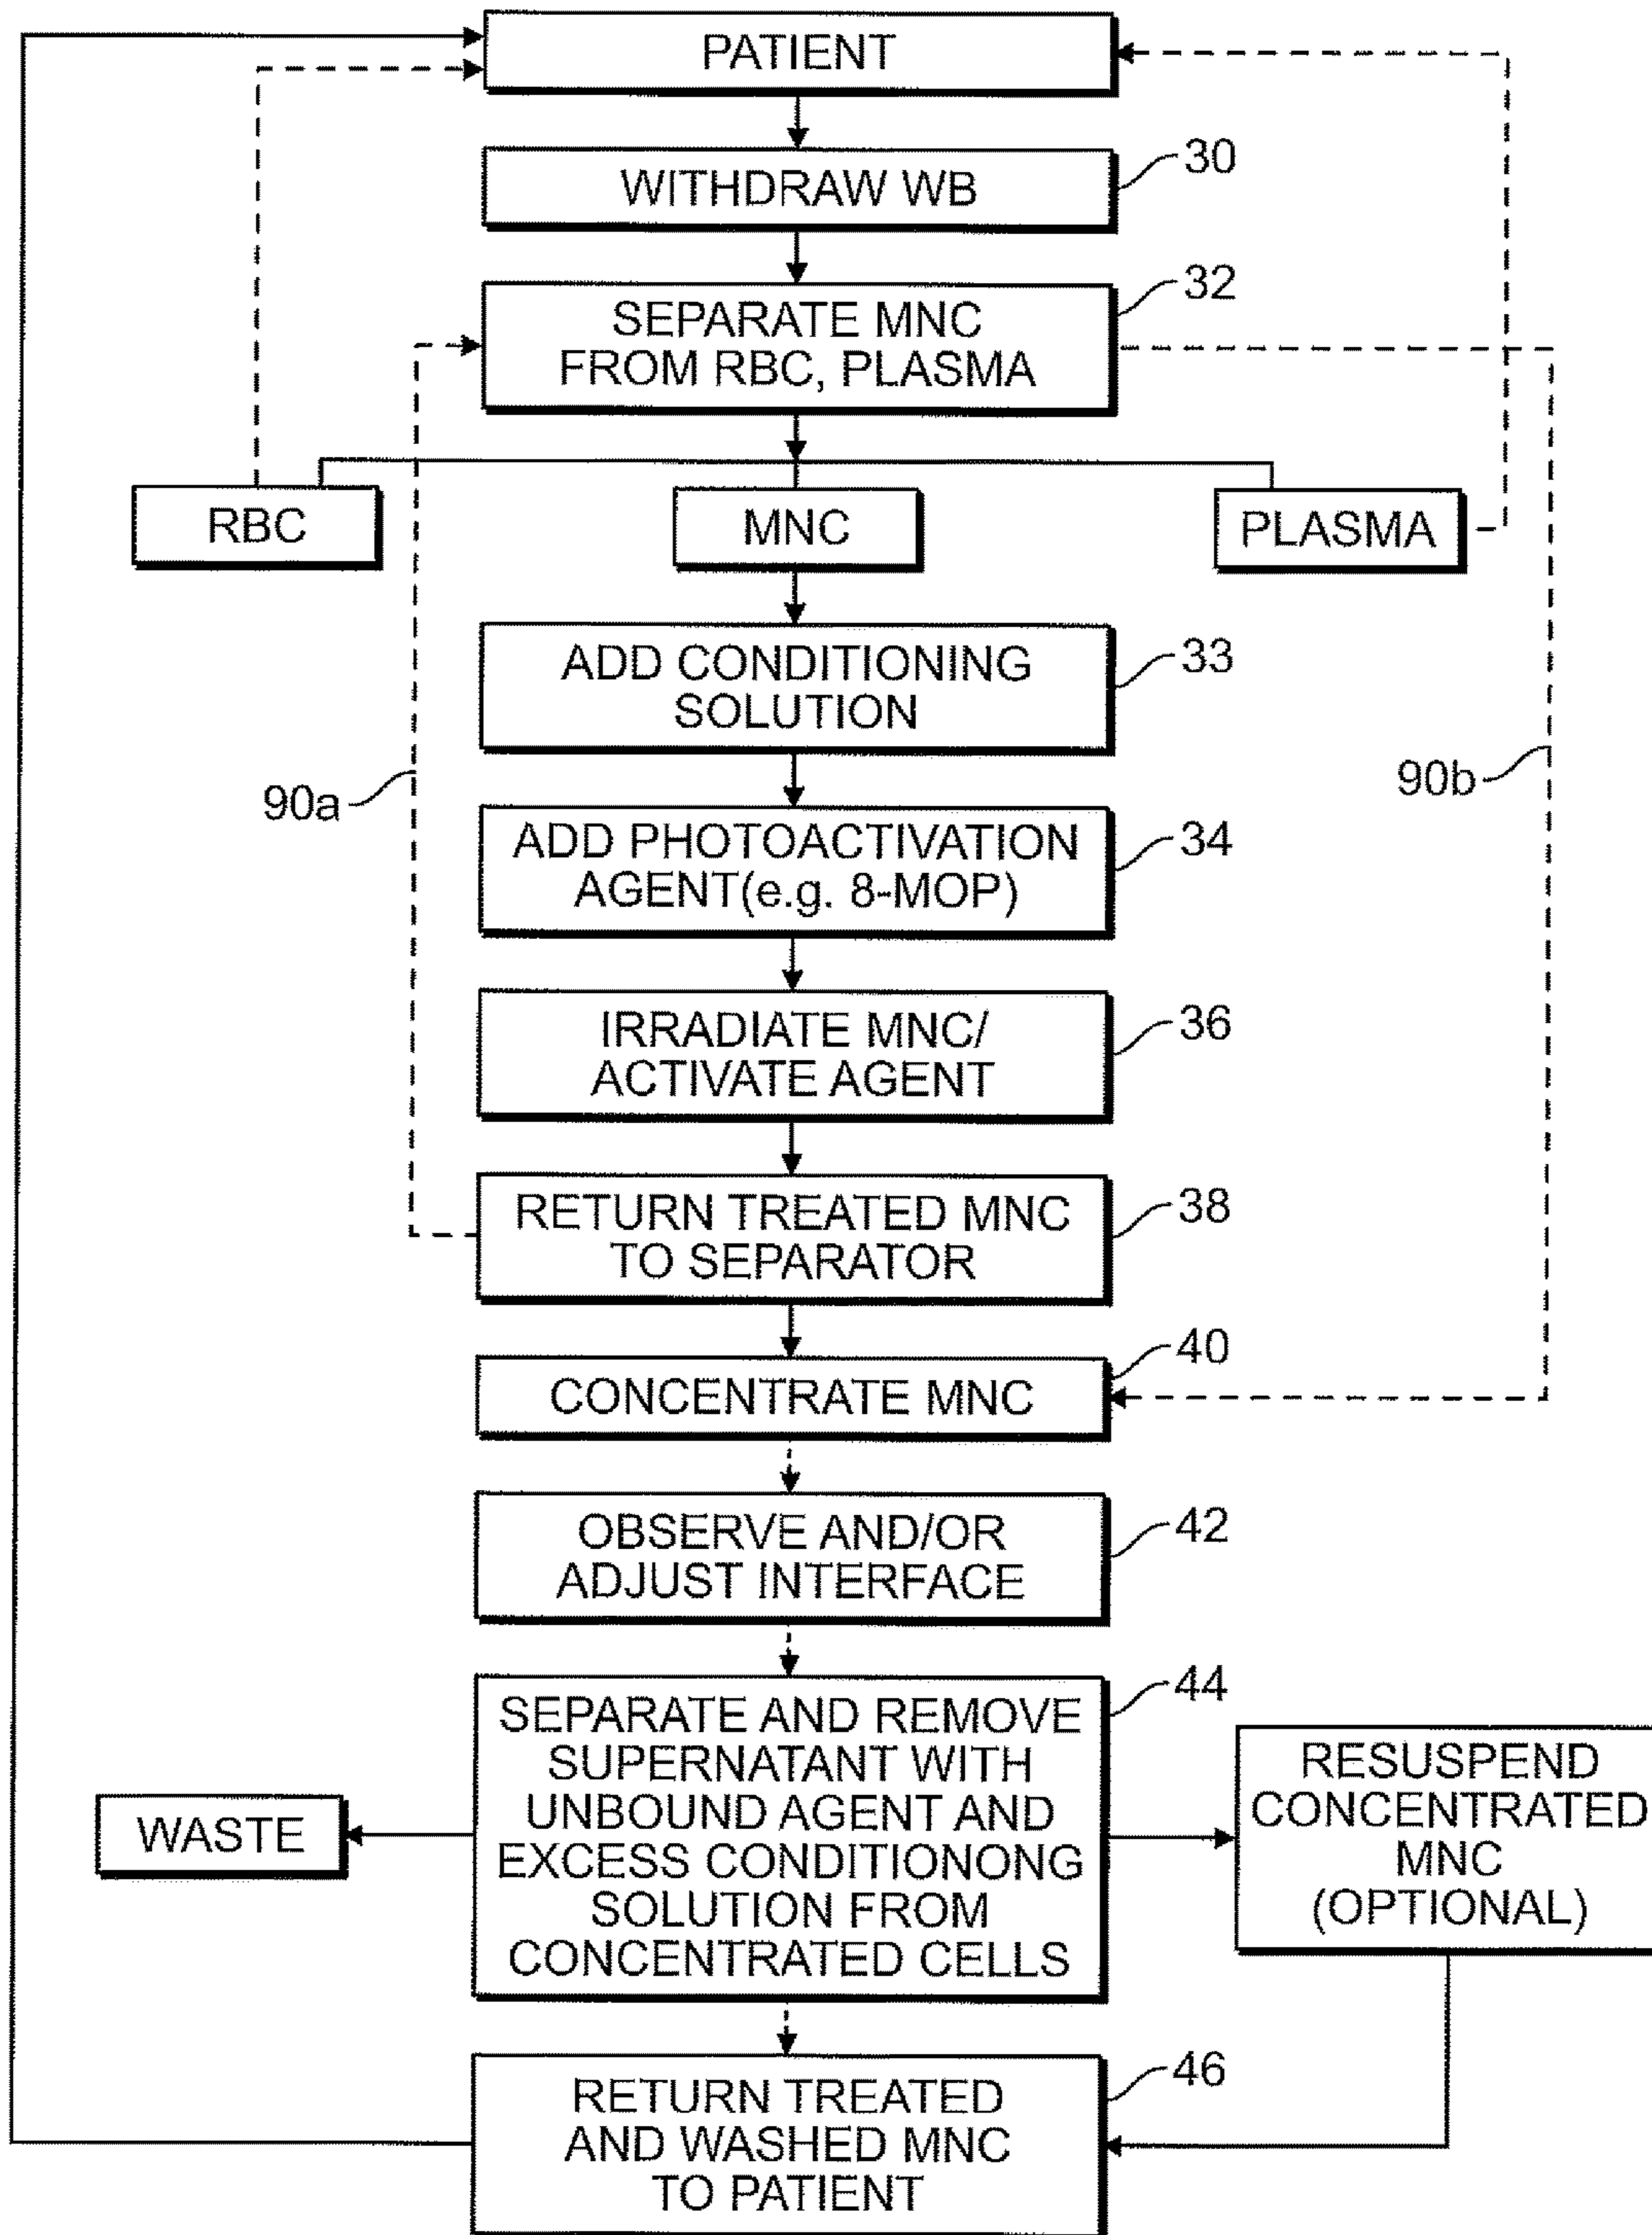 PATIENT
WITHDRAW WB
30
SEPARATE MNC
FROM RBC, PLASMA
32
RBC
MNC
PLASMA
ADD CONDITIONING
SOLUTION
33
90a
90b
ADD PHOTOACTIVATION
AGENT(e.g. 8-MOP)
34
IRRADIATE MNC/
ACTIVATE AGENT
36
RETURN TREATED MNC
TO SEPARATOR
38
CONCENTRATE MNC
40
OBSERVE AND/OR
ADJUST INTERFACE
42
SEPARATE AND REMOVE
SUPERNATANT WITH
UNBOUND AGENT AND
EXCESS CONDITIONONG
SOLUTION FROM
CONCENTRATED CELLS
44
WASTE
RESUSPEND
CONCENTRATED
MNC
(OPTIONAL)
RETURN TREATED
AND WASHED MNC
TO PATIENT
46